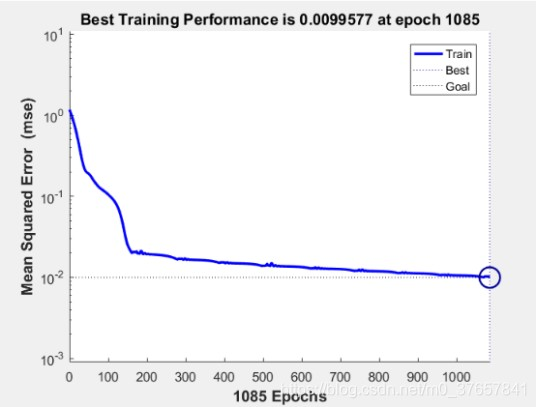 Best Training Performance is 0.0099577 at epoch 1085
Train
Best
Goal
Mean Squared Error (mse)
10^1
10^0
10^-1
10^-2
10^-3
0 100 200 300 400 500 600 700 800 900 1000
1085 Epochs
https://blog.csdn.net/m0_37657841